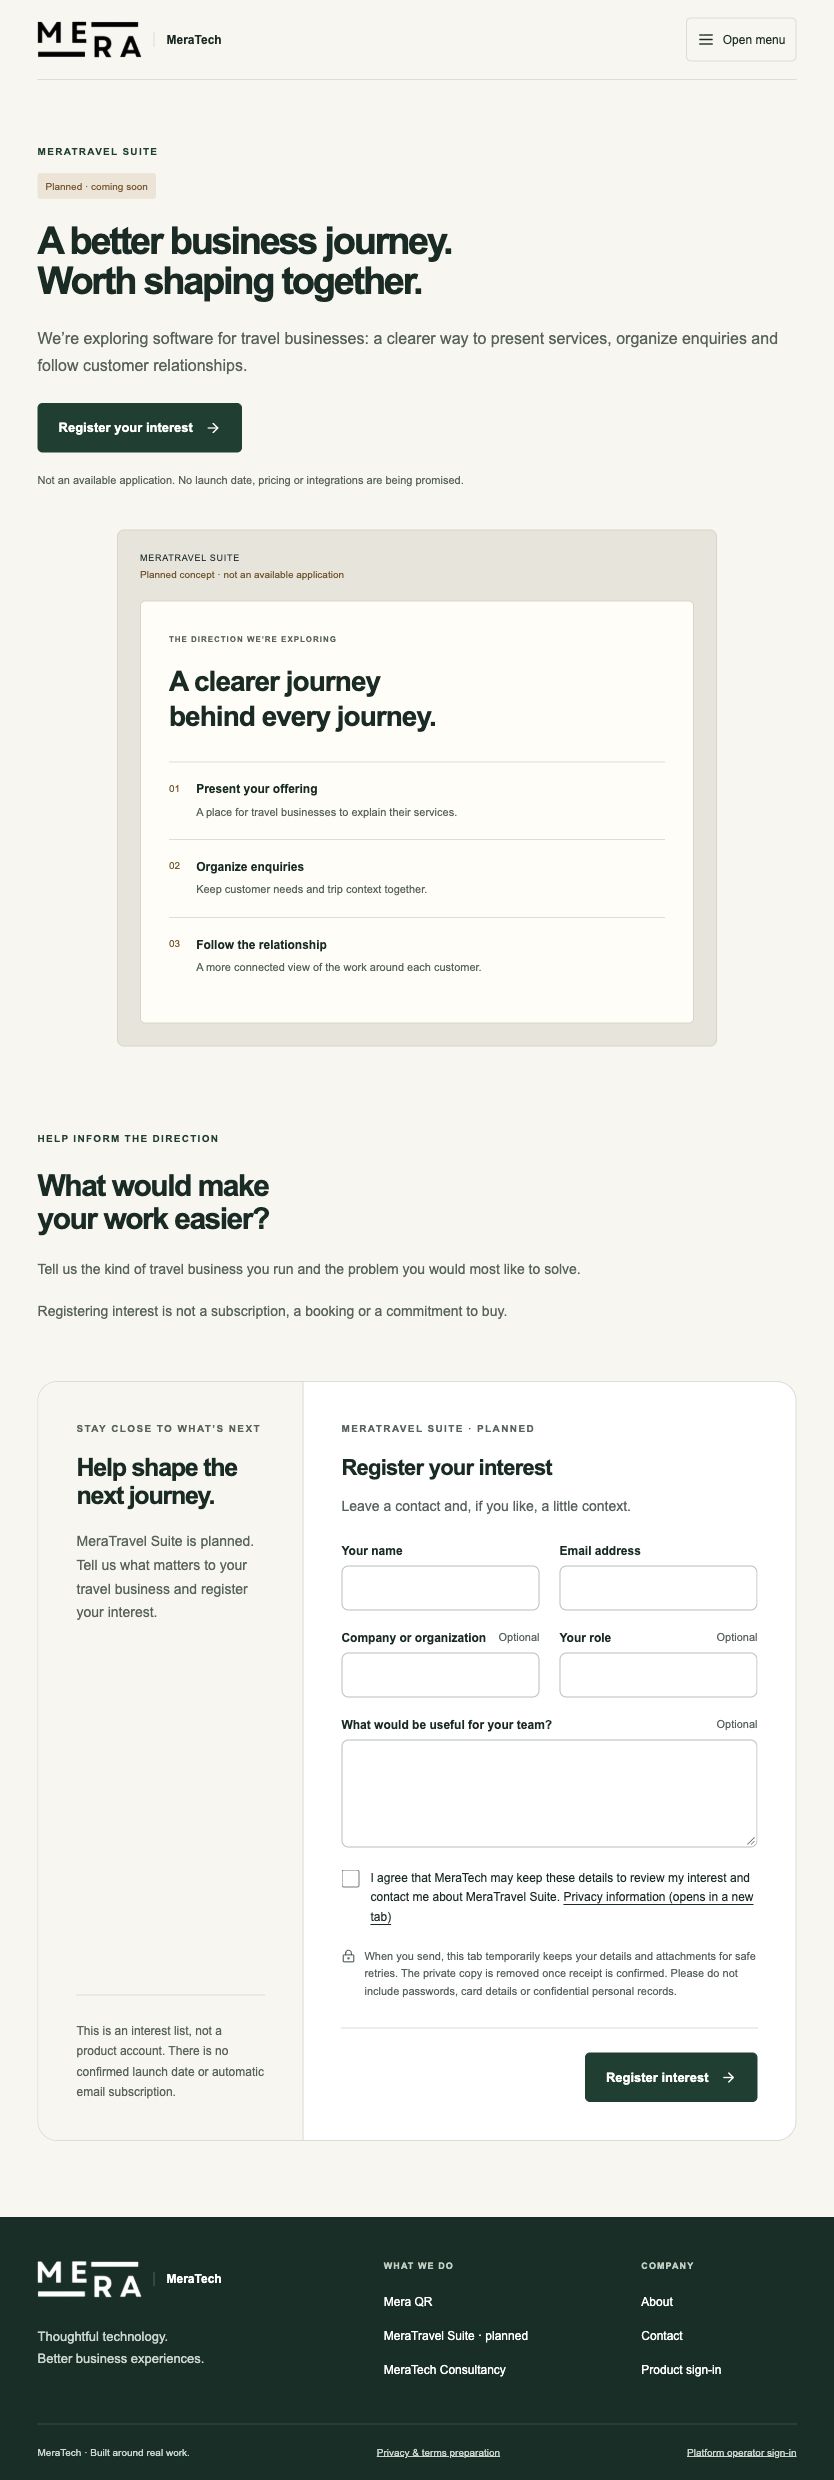 MERA
MeraTech
Open menu
MERATRAVEL SUITE
Planned · coming soon
A better business journey.
Worth shaping together.
We’re exploring software for travel businesses: a clearer way to present services, organize enquiries and
follow customer relationships.
Register your interest
Not an available application. No launch date, pricing or integrations are being promised.
MERATRAVEL SUITE
Planned concept · not an available application
THE DIRECTION WE’RE EXPLORING
A clearer journey
behind every journey.
01 Present your offering
A place for travel businesses to explain their services.
02 Organize enquiries
Keep customer needs and trip context together.
03 Follow the relationship
A more connected view of the work around each customer.
HELP INFORM THE DIRECTION
What would make
your work easier?
Tell us the kind of travel business you run and the problem you would most like to solve.
Registering interest is not a subscription, a booking or a commitment to buy.
STAY CLOSE TO WHAT’S NEXT
Help shape the
next journey.
MeraTravel Suite is planned.
Tell us what matters to your
travel business and register
your interest.
This is an interest list, not a
product account. There is no
confirmed launch date or automatic
email subscription.
MERATRAVEL SUITE · PLANNED
Register your interest
Leave a contact and, if you like, a little context.
Your name
Email address
Company or organization Optional
Your role Optional
What would be useful for your team? Optional
I agree that MeraTech may keep these details to review my interest and
contact me about MeraTravel Suite. Privacy information (opens in a new
tab)
When you send, this tab temporarily keeps your details and attachments for safe
retries. The private copy is removed once receipt is confirmed. Please do not
include passwords, card details or confidential personal records.
Register interest
MERA
MeraTech
Thoughtful technology.
Better business experiences.
WHAT WE DO
Mera QR
MeraTravel Suite · planned
MeraTech Consultancy
COMPANY
About
Contact
Product sign-in
MeraTech · Built around real work.
Privacy & terms preparation
Platform operator sign-in